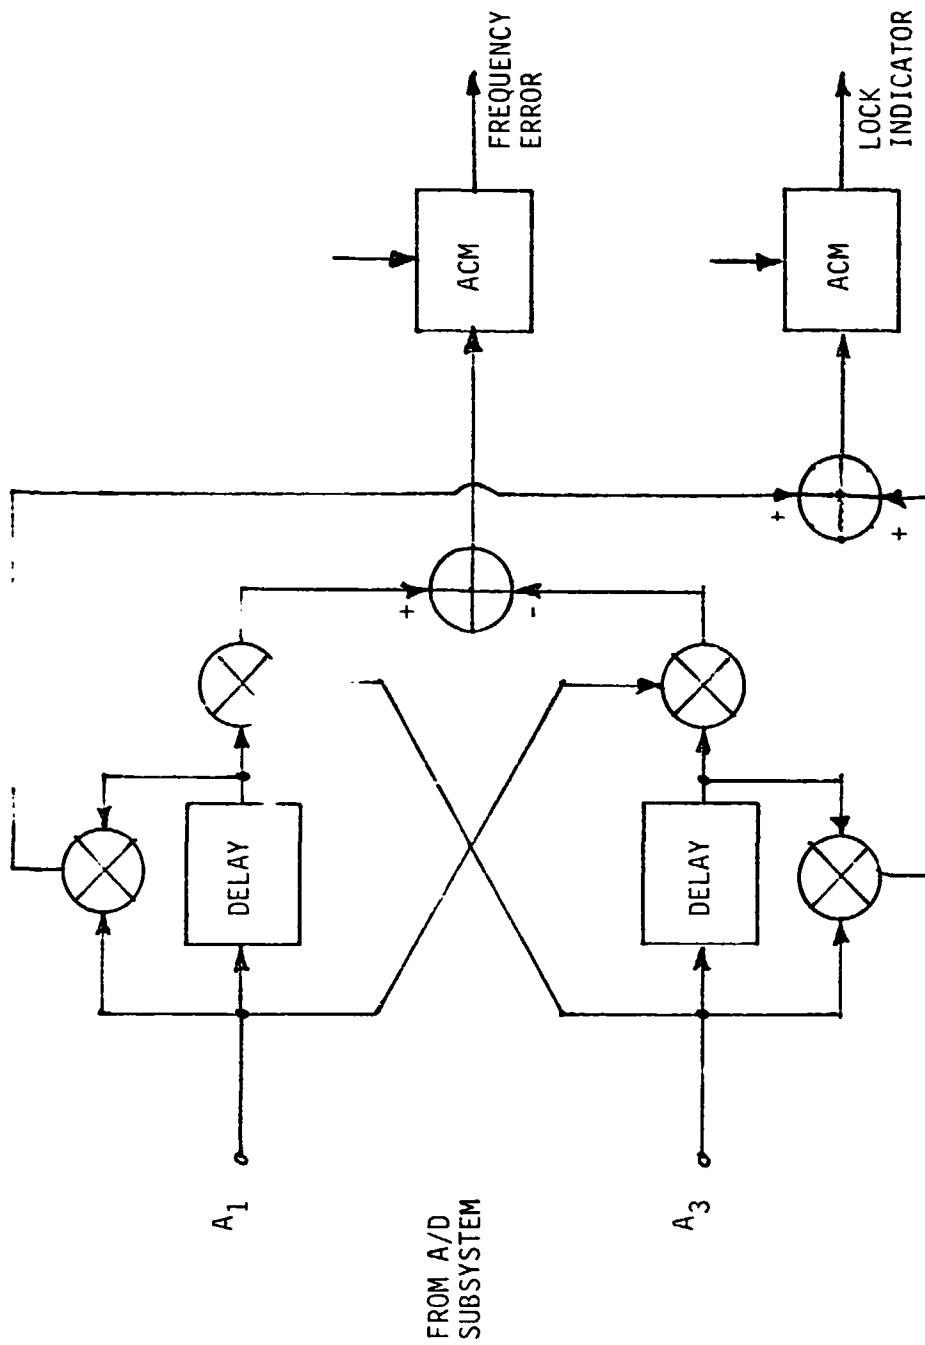 FROM A/D
SUBSYSTEM
A1
A3
DELAY
DELAY
+
-
+
+
ACM
ACM
FREQUENCY
ERROR
LOCK
INDICATOR